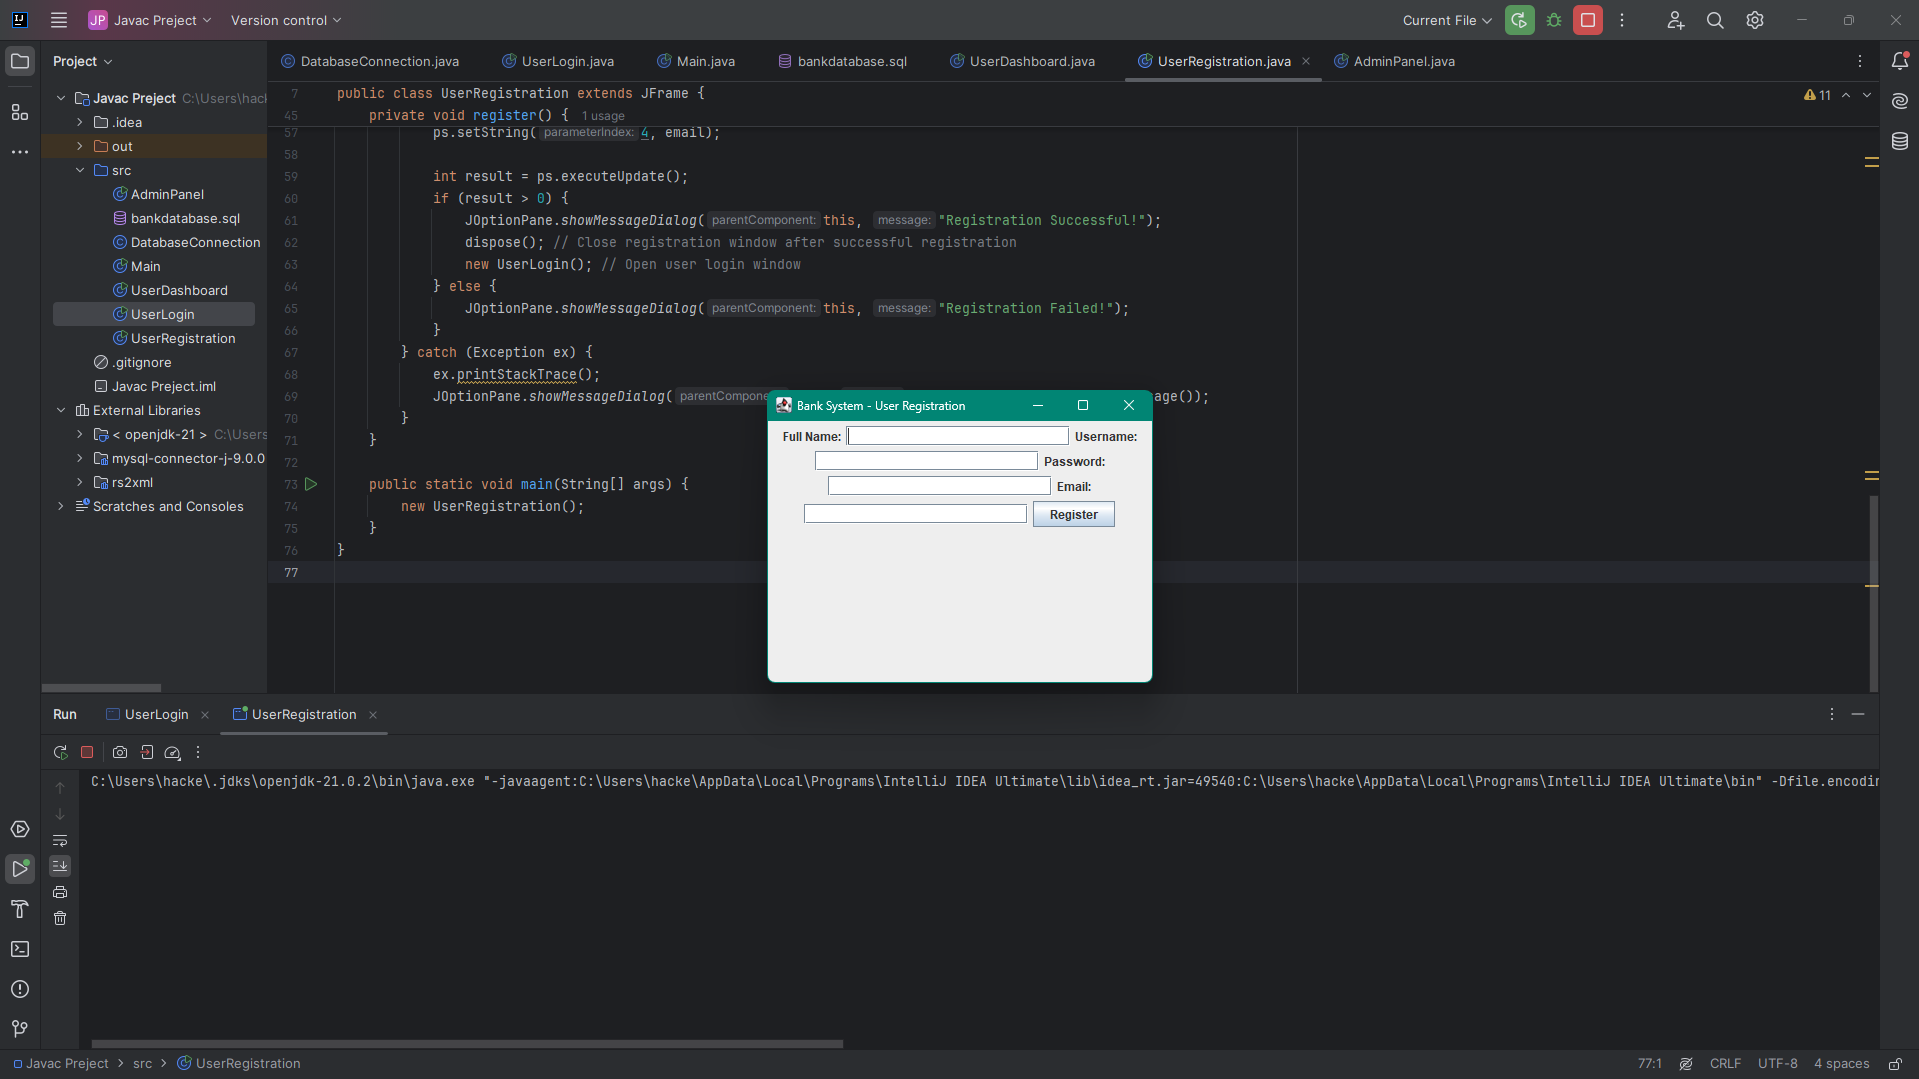 JP Javac Preject Version control Current File
Project
DatabaseConnection.java UserLogin.java Main.java bankdatabase.sql UserDashboard.java UserRegistration.java AdminPanel.java
Javac Preject C:\Users\hack
.idea
out
src
AdminPanel
bankdatabase.sql
DatabaseConnection
Main
UserDashboard
UserLogin
UserRegistration
.gitignore
Javac Preject.iml
External Libraries
< openjdk-21 > C:\Users
mysql-connector-j-9.0.0
rs2xml
Scratches and Consoles
11
7 public class UserRegistration extends JFrame {
45 private void register() { 1 usage
57 ps.setString( parameterIndex: 4, email);
58
59 int result = ps.executeUpdate();
60 if (result > 0) {
61 JOptionPane.showMessageDialog( parentComponent: this, message: "Registration Successful!");
62 dispose(); // Close registration window after successful registration
63 new UserLogin(); // Open user login window
64 } else {
65 JOptionPane.showMessageDialog( parentComponent: this, message: "Registration Failed!");
66 }
67 } catch (Exception ex) {
68 ex.printStackTrace();
69 JOptionPane.showMessageDialog( parentCompone age());
70 }
71 }
72
73 public static void main(String[] args) {
74 new UserRegistration();
75 }
76 }
77
Bank System - User Registration
Full Name: Username:
Password:
Email:
Register
Run UserLogin UserRegistration
C:\Users\hacke\.jdks\openjdk-21.0.2\bin\java.exe "-javaagent:C:\Users\hacke\AppData\Local\Programs\IntelliJ IDEA Ultimate\lib\idea_rt.jar=49540:C:\Users\hacke\AppData\Local\Programs\IntelliJ IDEA Ultimate\bin" -Dfile.encodin
Javac Preject > src > UserRegistration 77:1 CRLF UTF-8 4 spaces